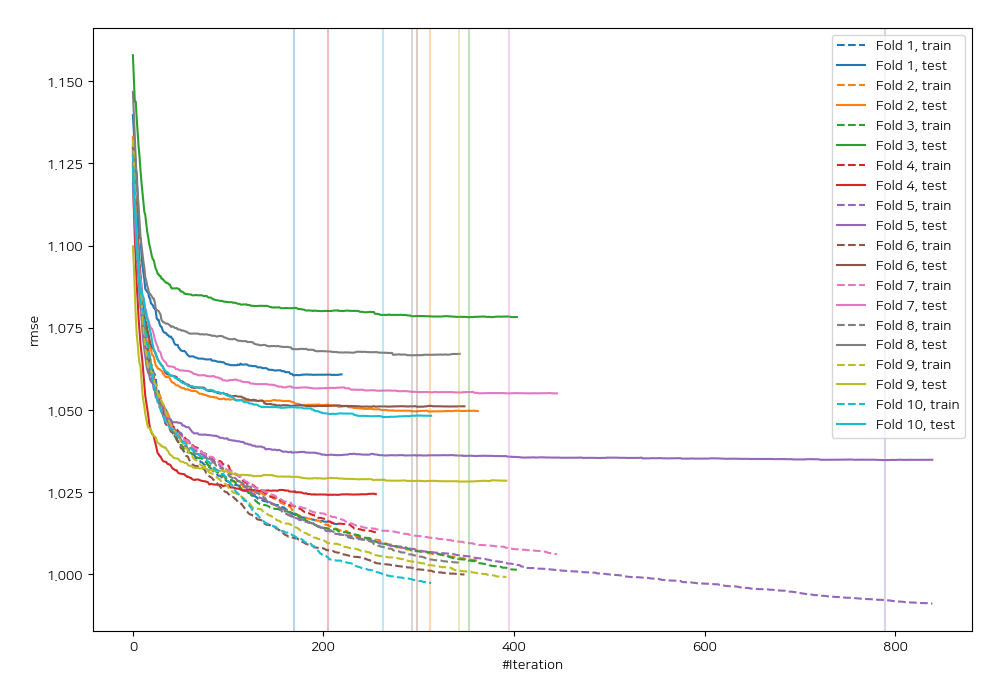 1,150
1,125
1,100
1,075
1,050
1,025
1,000
rmse
0
200
400
600
800
#Iteration
Fold 1, train
Fold 1, test
Fold 2, train
Fold 2, test
Fold 3, train
Fold 3, test
Fold 4, train
Fold 4, test
Fold 5, train
Fold 5, test
Fold 6, train
Fold 6, test
Fold 7, train
Fold 7, test
Fold 8, train
Fold 8, test
Fold 9, train
Fold 9, test
Fold 10, train
Fold 10, test